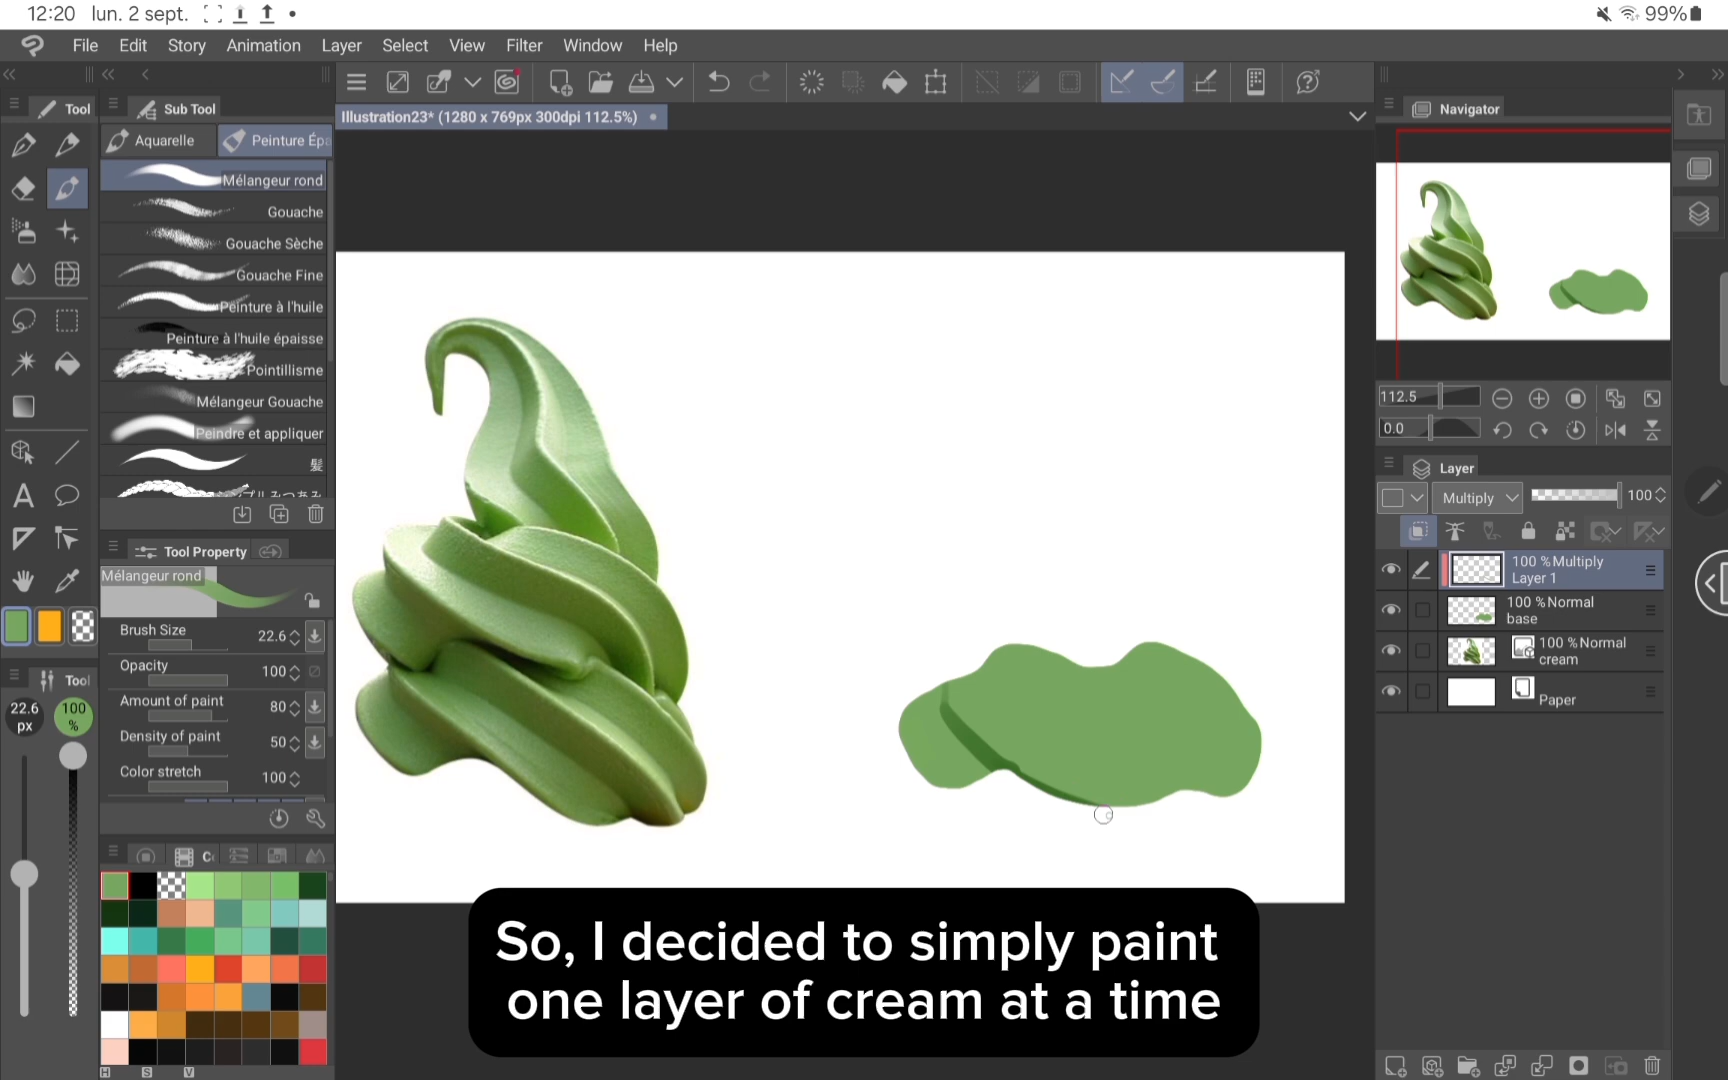 12:20 lun. 2 sept.
99%
File Edit Story Animation Layer Select View Filter Window Help
Tool
Sub Tool
Illustration23* (1280 x 769px 300dpi 112.5%)
Navigator
Aquarelle
Peinture Épa
Mélangeur rond
Gouache
Gouache Sèche
Gouache Fine
Peinture à l'huile
Peinture à l'huile épaisse
Pointillisme
Mélangeur Gouache
Peindre et appliquer
髪
Tool Property
Mélangeur rond
Brush Size 22.6
Opacity 100
Amount of paint 80
Density of paint 50
Color stretch 100
Tool
22.6
px
100
%
H S V
112.5
0.0
Layer
Multiply 100
100 %Multiply
Layer 1
100 %Normal
base
100 %Normal
cream
Paper
So, I decided to simply paint
one layer of cream at a time